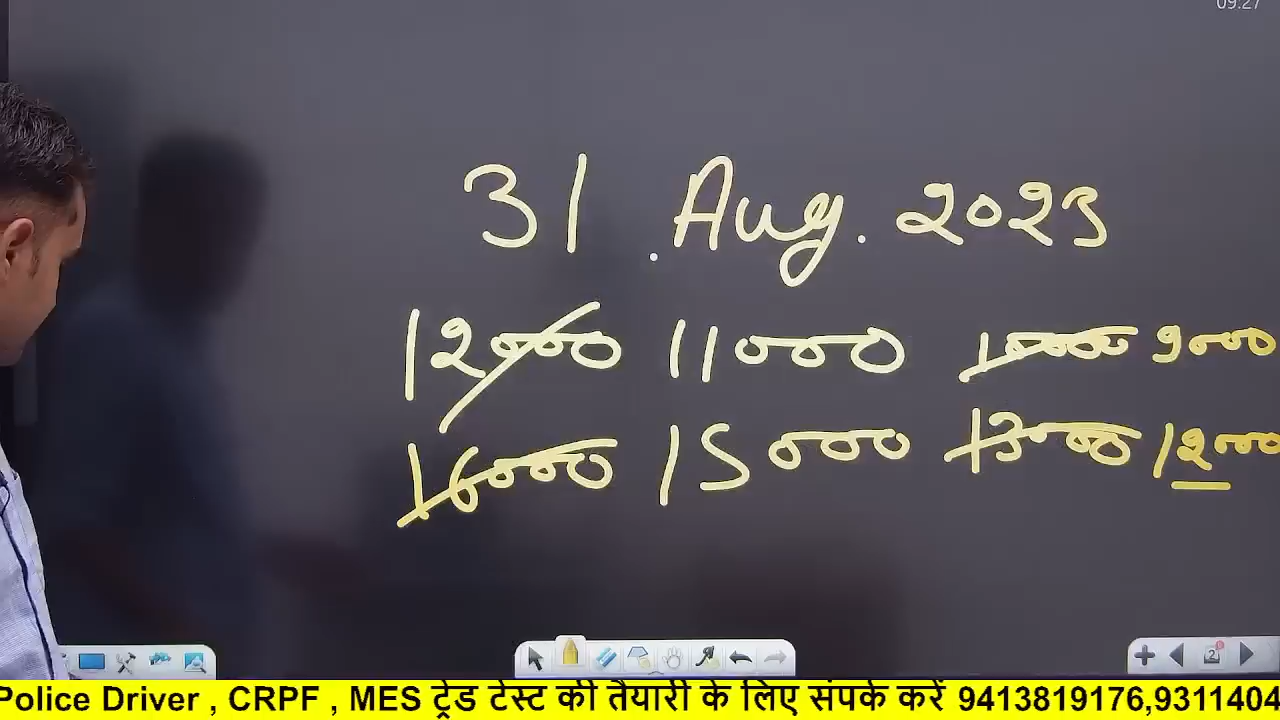 09:27
31 Aug. 2023
12000 11000 10000 9000
16000 15000 13000 12000
2
Police Driver , CRPF , MES ट्रेड टेस्ट की तैयारी के लिए संपर्क करें 9413819176,9311404